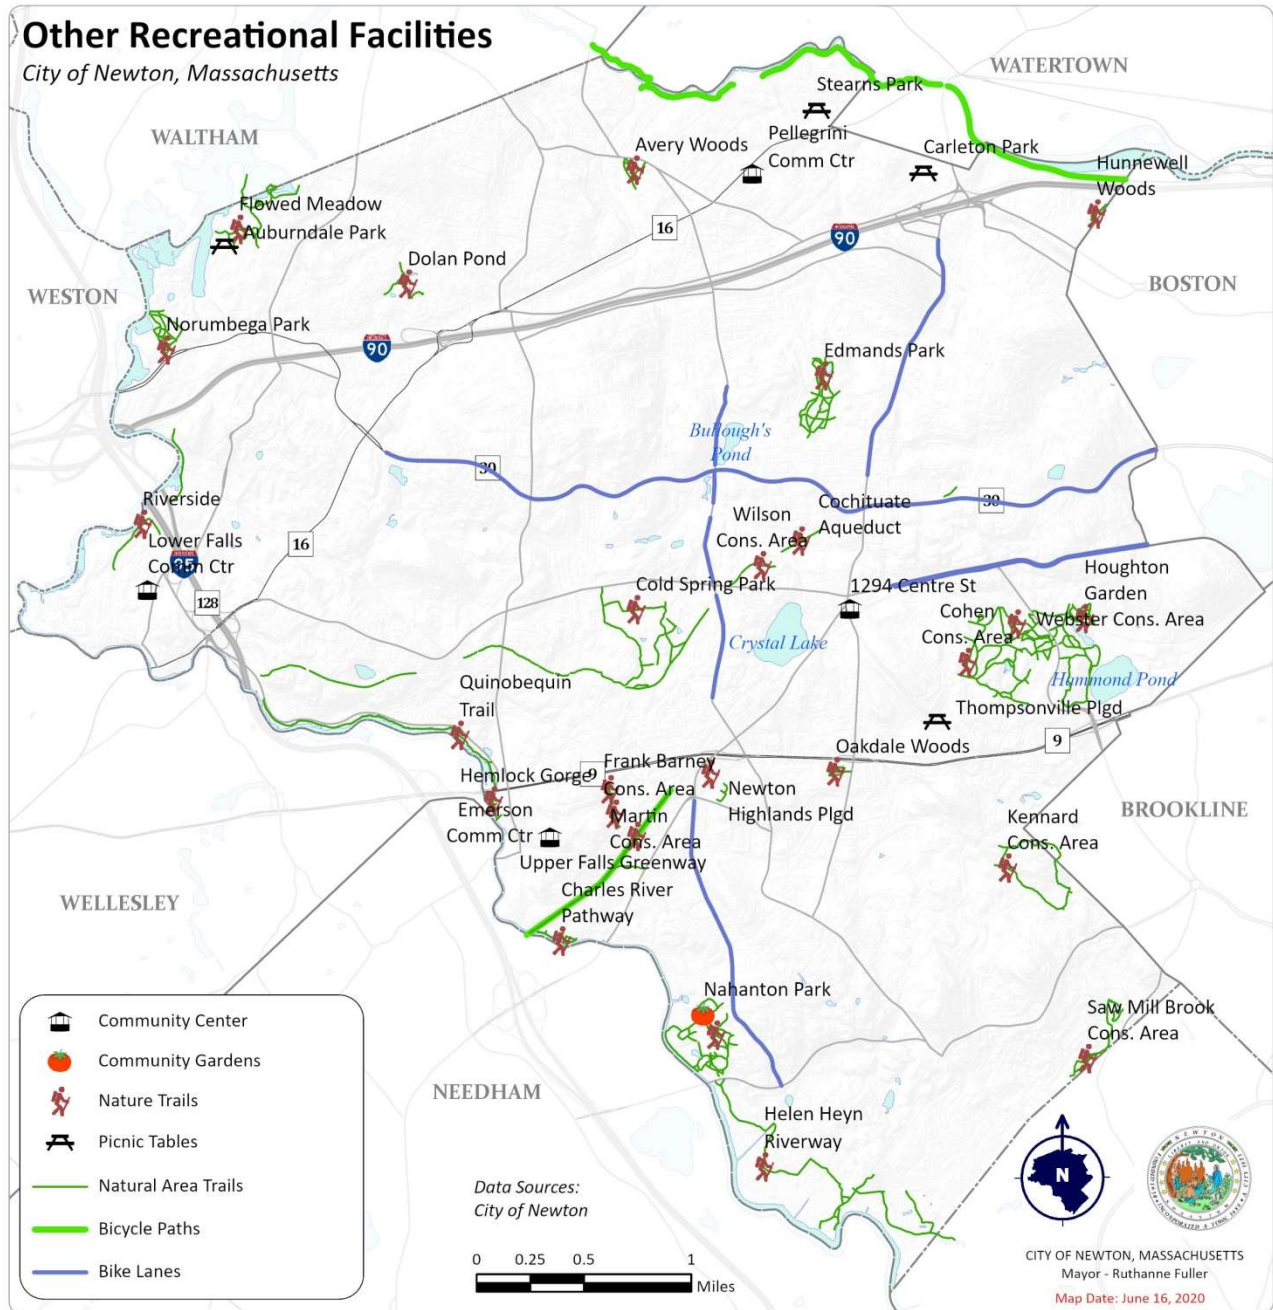 Other Recreational Facilities
City of Newton, Massachusetts
WATERTOWN
Stearns Park
WALTHAM
Avery Woods
Pellegrini
Comm Ctr
Carleton Park
Hunnewell
Woods
Flowed Meadow
Auburndale Park
16
90
Dolan Pond
WESTON
BOSTON
Norumbega Park
90
Edmands Park
Bullough's
Pond
30
Riverside
Cochituate
Aqueduct
30
Wilson
Cons. Area
Lower Falls
Comm Ctr
16
95
128
Cold Spring Park
1294 Centre St
Houghton
Garden
Cohen
Cons. Area
Webster Cons. Area
Crystal Lake
Hammond Pond
Quinobequin
Trail
Thompsonville Plgd
9
Oakdale Woods
Hemlock Gorge
9
Frank Barney
Cons. Area
Newton
Highlands Plgd
Emerson
Comm Ctr
Martin
Cons. Area
BROOKLINE
Kennard
Cons. Area
Upper Falls Greenway
Charles River
Pathway
WELLESLEY
Nahanton Park
Saw Mill Brook
Cons. Area
NEEDHAM
Helen Heyn
Riverway
Community Center
Community Gardens
Nature Trails
Picnic Tables
Natural Area Trails
Bicycle Paths
Bike Lanes
Data Sources:
City of Newton
0 0.25 0.5 1
Miles
N
CITY OF NEWTON, MASSACHUSETTS
Mayor - Ruthanne Fuller
Map Date: June 16, 2020